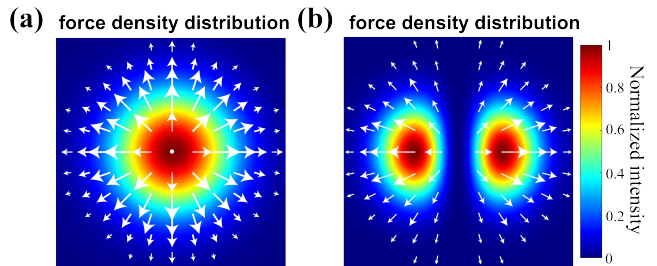 (a) force density distribution
(b) force density distribution
1
0.8
0.6
0.4
0.2
0
Normalized intensity